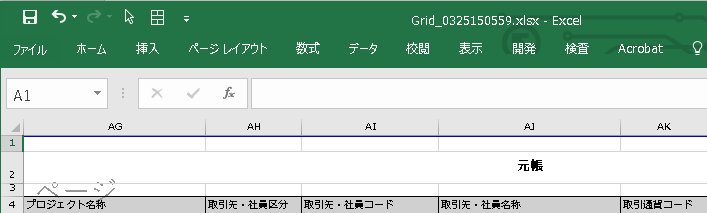 Grid_0325150559.xlsx - Excel
ファイル ホーム 挿入 ページ レイアウト 数式 データ 校閲 表示 開発 検査 Acrobat
A1 fx
AG AH AI AJ AK
1
2 元帳
3 ページ
4 プロジェクト名称 取引先・社員区分 取引先・社員コード 取引先・社員名称 取引通貨コード